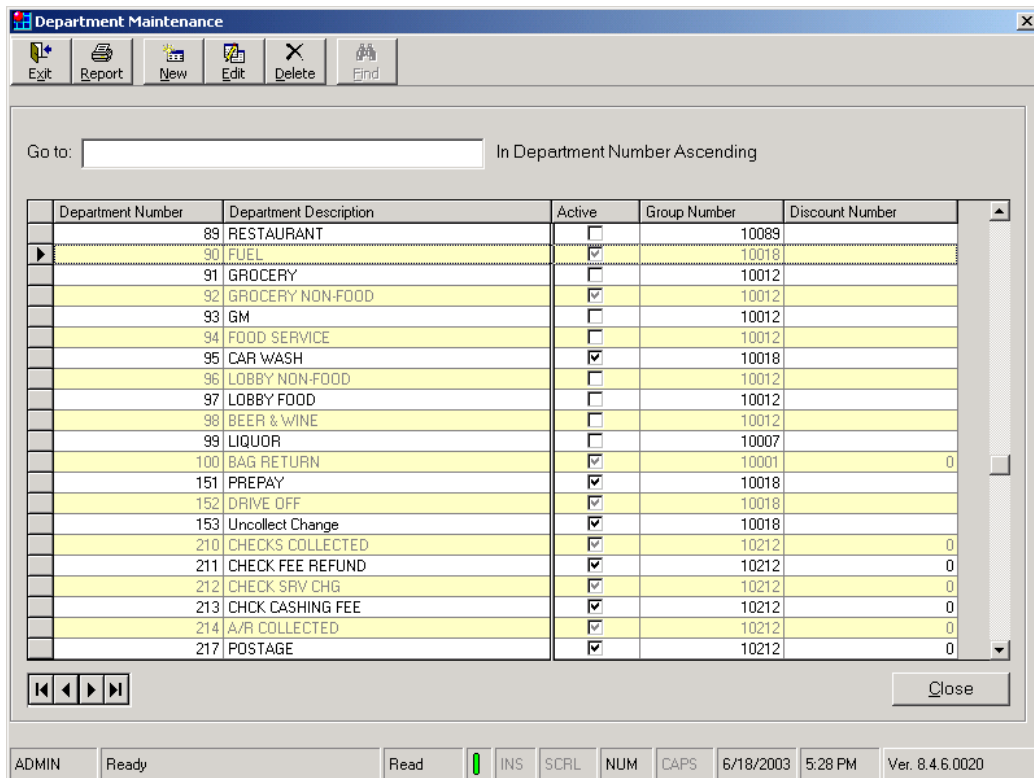 Department Maintenance
Exit Report New Edit Delete Find
Go to: In Department Number Ascending
Department Number Department Description Active Group Number Discount Number
89 RESTAURANT 10089
90 FUEL 10018
91 GROCERY 10012
92 GROCERY NON-FOOD 10012
93 GM 10012
94 FOOD SERVICE 10012
95 CAR WASH 10018
96 LOBBY NON-FOOD 10012
97 LOBBY FOOD 10012
98 BEER & WINE 10012
99 LIQUOR 10007
100 BAG RETURN 10001 0
151 PREPAY 10018
152 DRIVE OFF 10018
153 Uncollect Change 10018
210 CHECKS COLLECTED 10212 0
211 CHECK FEE REFUND 10212 0
212 CHECK SRV CHG 10212 0
213 CHCK CASHING FEE 10212 0
214 A/R COLLECTED 10212 0
217 POSTAGE 10212 0
Close
ADMIN Ready Read INS SCRL NUM CAPS 6/18/2003 5:28 PM Ver. 8.4.6.0020